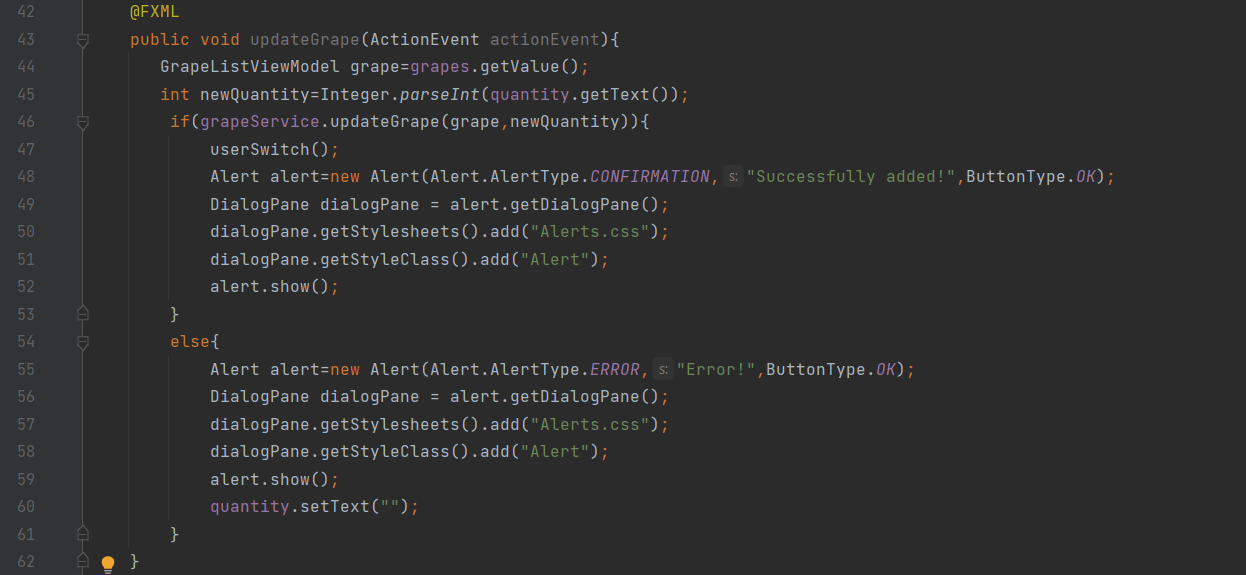 42 @FXML
43 public void updateGrape(ActionEvent actionEvent){
44 GrapeListViewModel grape=grapes.getValue();
45 int newQuantity=Integer.parseInt(quantity.getText());
46 if(grapeService.updateGrape(grape,newQuantity)){
47 userSwitch();
48 Alert alert=new Alert(Alert.AlertType.CONFIRMATION, s: "Successfully added!",ButtonType.OK);
49 DialogPane dialogPane = alert.getDialogPane();
50 dialogPane.getStylesheets().add("Alerts.css");
51 dialogPane.getStyleClass().add("Alert");
52 alert.show();
53 }
54 else{
55 Alert alert=new Alert(Alert.AlertType.ERROR, s: "Error!",ButtonType.OK);
56 DialogPane dialogPane = alert.getDialogPane();
57 dialogPane.getStylesheets().add("Alerts.css");
58 dialogPane.getStyleClass().add("Alert");
59 alert.show();
60 quantity.setText("");
61 }
62 }